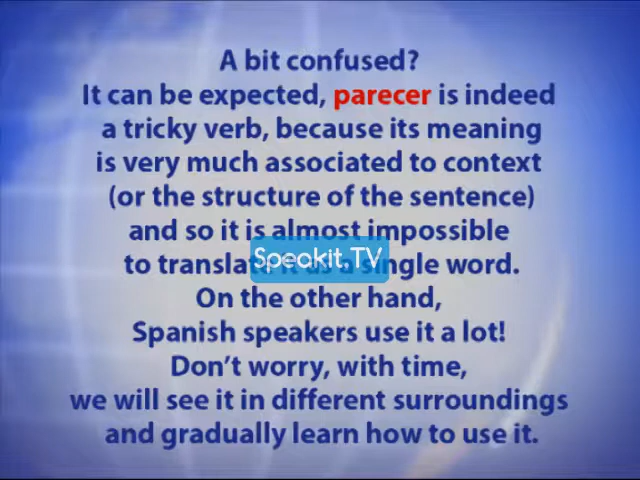 A bit confused?
It can be expected, parecer is indeed
a tricky verb, because its meaning
is very much associated to context
(or the structure of the sentence)
and so it is almost impossible
Speakit.TV
to translate it as a single word.
On the other hand,
Spanish speakers use it a lot!
Don't worry, with time,
we will see it in different surroundings
and gradually learn how to use it.